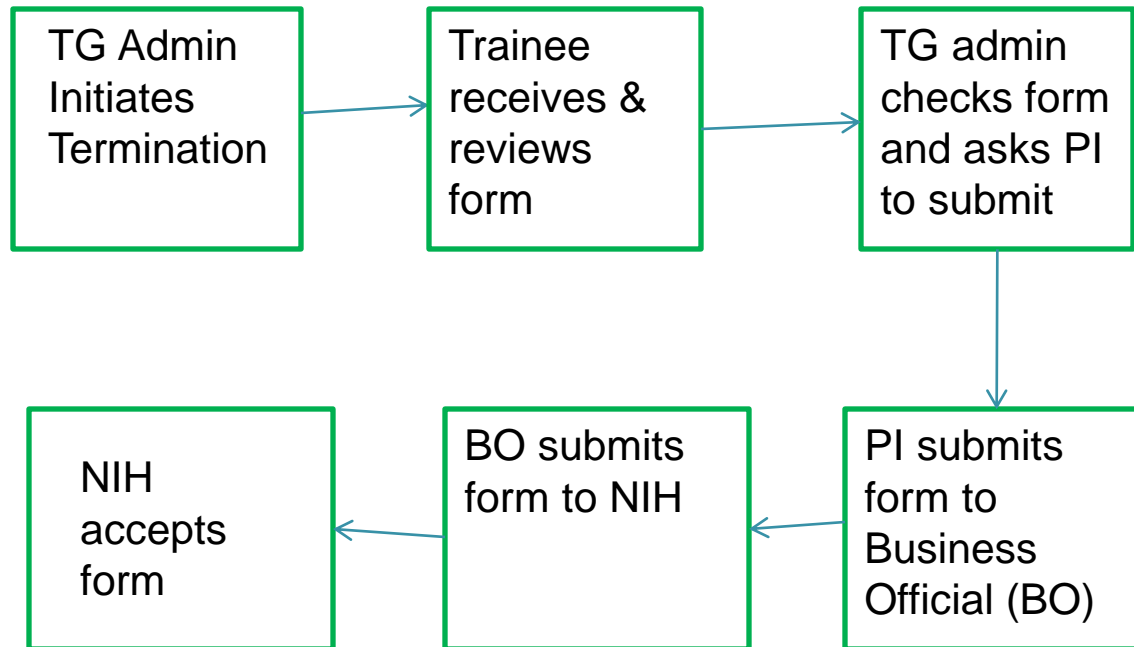 TG Admin
Initiates
Termination
Trainee
receives &
reviews
form
TG admin
checks form
and asks PI
to submit
PI submits
form to
Business
Official (BO)
BO submits
form to NIH
NIH
accepts
form